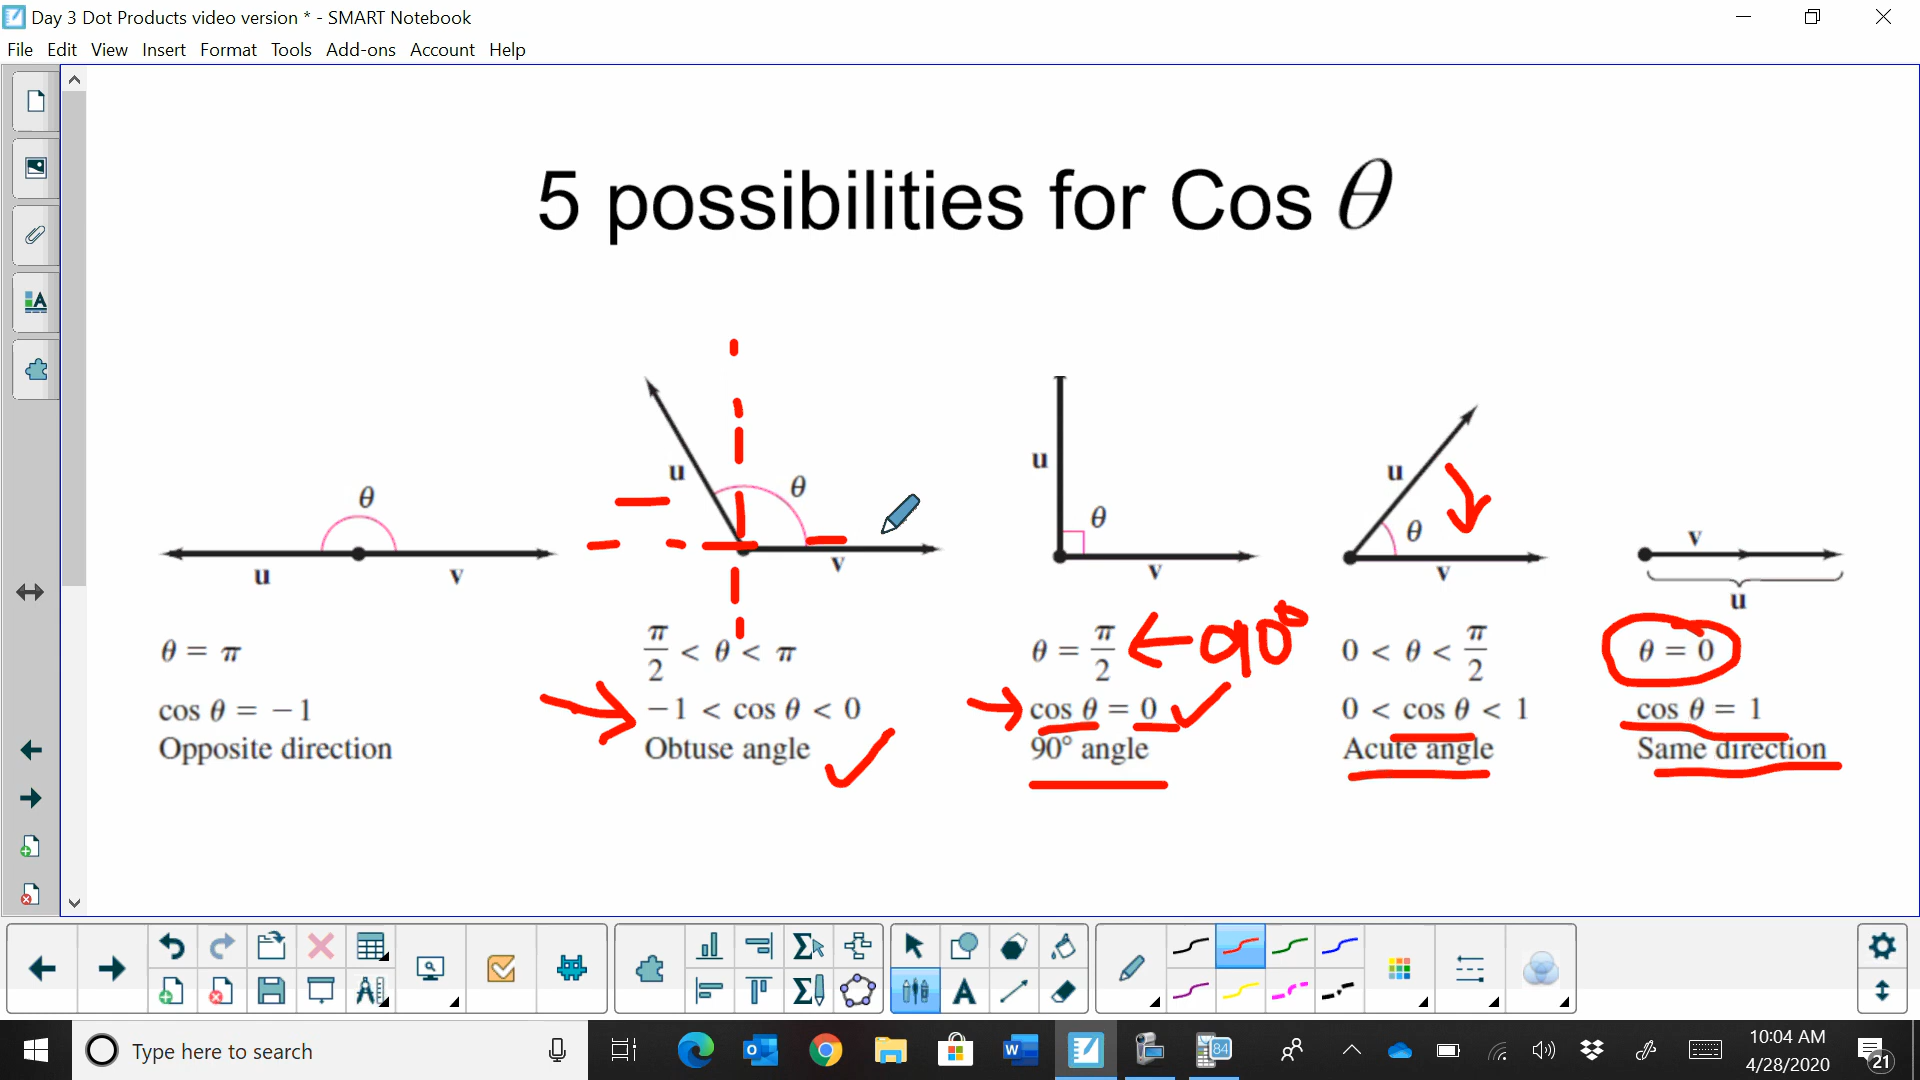 Day 3 Dot Products video version * - SMART Notebook
File Edit View Insert Format Tools Add-ons Account Help
5 possibilities for Cos θ
θ
u v
u
θ
v
u
θ
v
u
θ
v
v
u
θ = π
cos θ = −1
Opposite direction
π/2 < θ < π
−1 < cos θ < 0
Obtuse angle
θ = π/2 ← 90°
cos θ = 0
90° angle
0 < θ < π/2
0 < cos θ < 1
Acute angle
θ = 0
cos θ = 1
Same direction
Type here to search
84
10:04 AM
4/28/2020
21